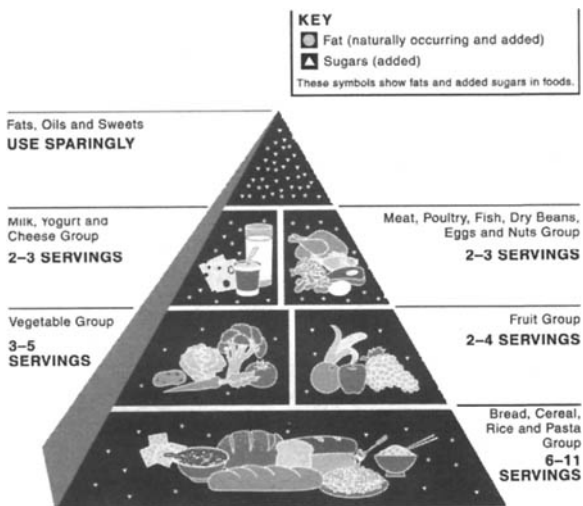 KEY
Fat (naturally occurring and added)
Sugars (added)
These symbols show fats and added sugars in foods.
Fats, Oils and Sweets
USE SPARINGLY
Milk, Yogurt and
Cheese Group
2–3 SERVINGS
Meat, Poultry, Fish, Dry Beans,
Eggs and Nuts Group
2–3 SERVINGS
Vegetable Group
3–5
SERVINGS
Fruit Group
2–4 SERVINGS
Bread, Cereal,
Rice and Pasta
Group
6–11
SERVINGS